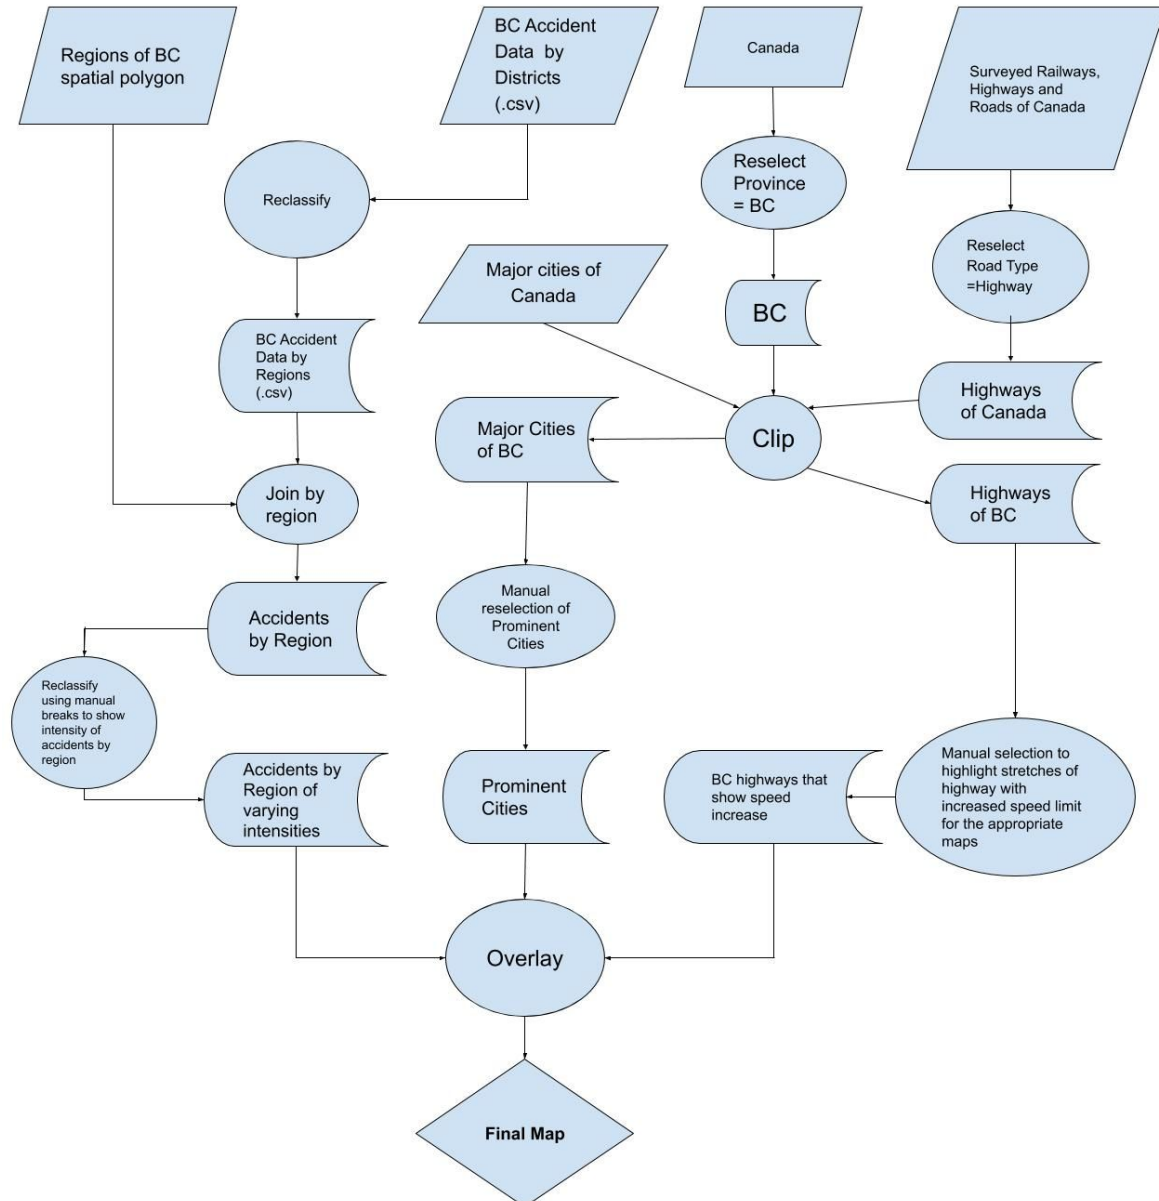 Regions of BC
spatial polygon
BC Accident
Data by
Districts
(.csv)
Canada
Surveyed Railways,
Highways and
Roads of Canada
Reclassify
Reselect
Province
= BC
Reselect
Road Type
=Highway
Major cities of
Canada
BC
BC Accident
Data by
Regions
(.csv)
Highways
of Canada
Major Cities
of BC
Clip
Join by
region
Highways
of BC
Accidents
by Region
Manual
reselection of
Prominent
Cities
Reclassify
using manual
breaks to show
intensity of
accidents by
region
Accidents by
Region of
varying
intensities
Prominent
Cities
BC highways that
show speed
increase
Manual selection to
highlight stretches of
highway with
increased speed limit
for the appropriate
maps
Overlay
Final Map